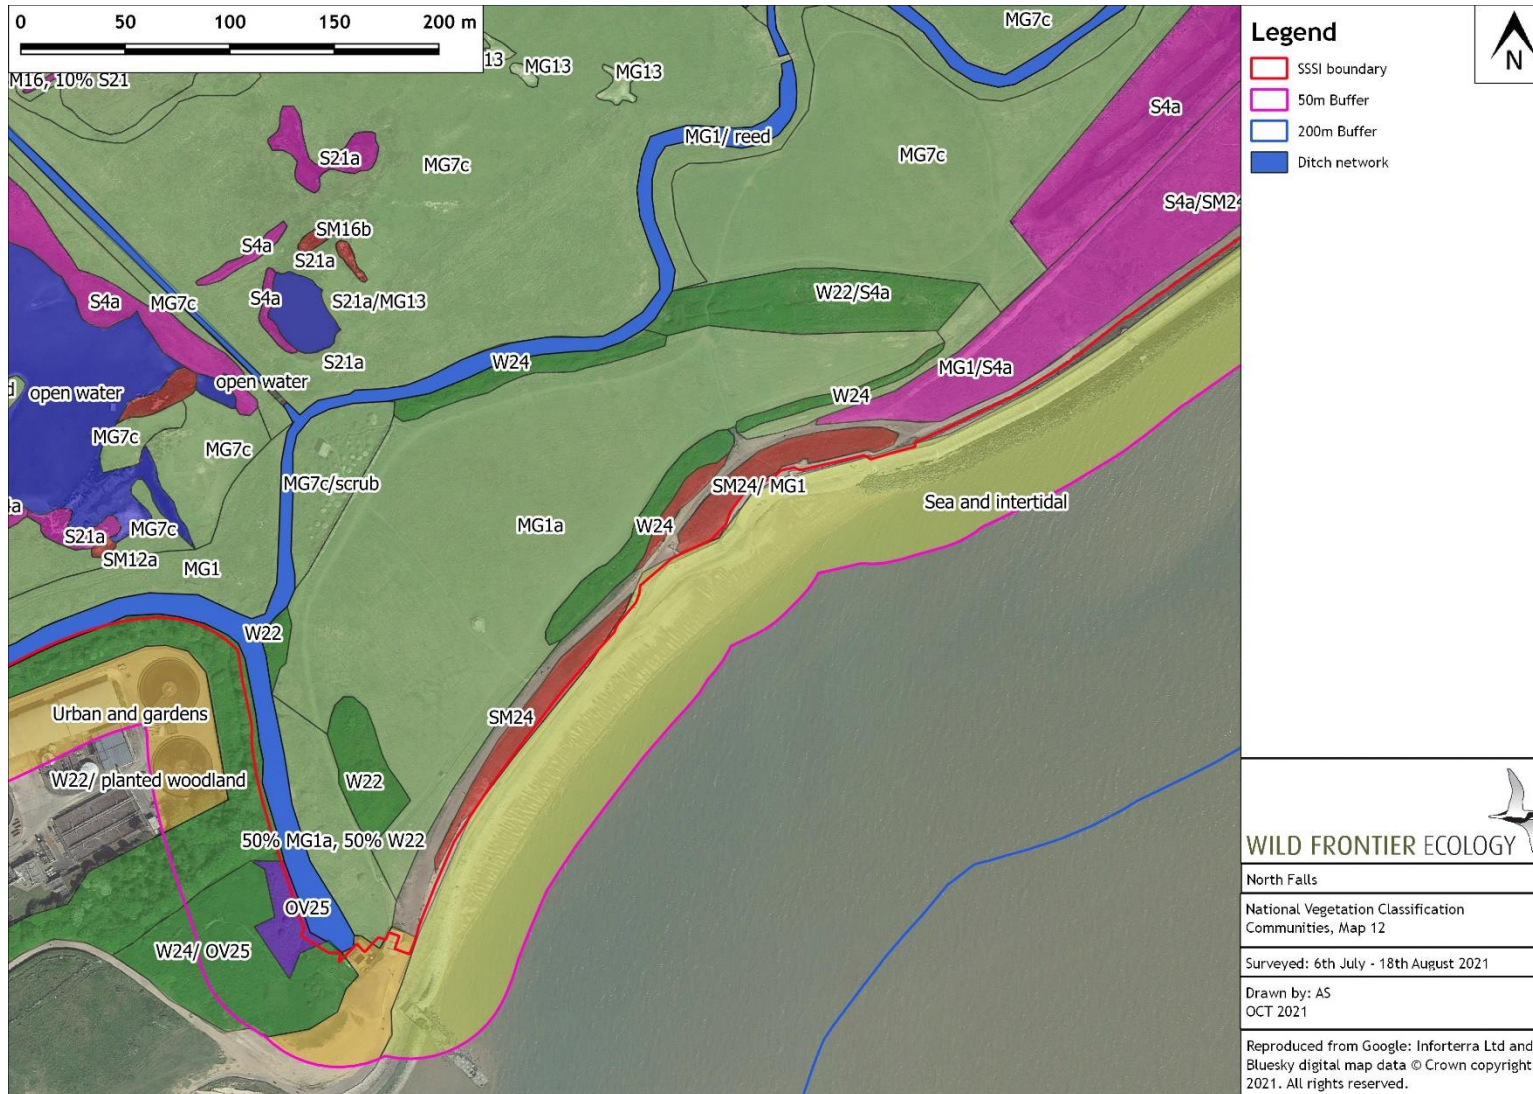 0 50 100 150 200 m
M16, 10% S21
13
MG13
MG13
MG7c
S4a
MG1/ reed
S21a
MG7c
MG7c
S4a/SM24
SM16b
S4a
S21a
S4a
MG7c
S4a
S21a/MG13
W22/S4a
S21a
W24
MG1/S4a
open water
open water
W24
MG7c
MG7c
MG7c/scrub
SM24/ MG1
Sea and intertidal
4a
MG7c
MG1a
W24
S21a
SM12a
MG1
W22
Urban and gardens
SM24
W22/ planted woodland
W22
50% MG1a, 50% W22
OV25
W24/ OV25
Legend
SSSI boundary
50m Buffer
200m Buffer
Ditch network
N
WILD FRONTIER ECOLOGY
North Falls
National Vegetation Classification
Communities, Map 12
Surveyed: 6th July - 18th August 2021
Drawn by: AS
OCT 2021
Reproduced from Google: Inforterra Ltd and
Bluesky digital map data © Crown copyright
2021. All rights reserved.